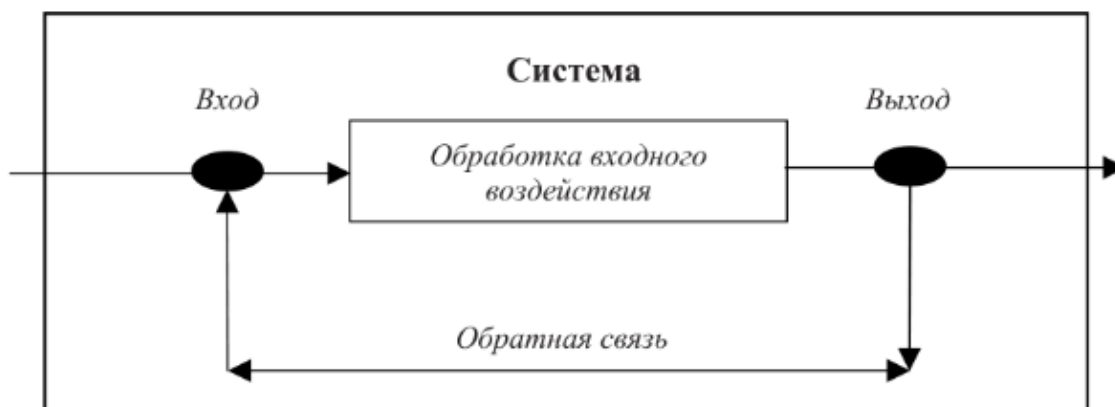 Система
Вход
Выход
Обработка входного
воздействия
Обратная связь